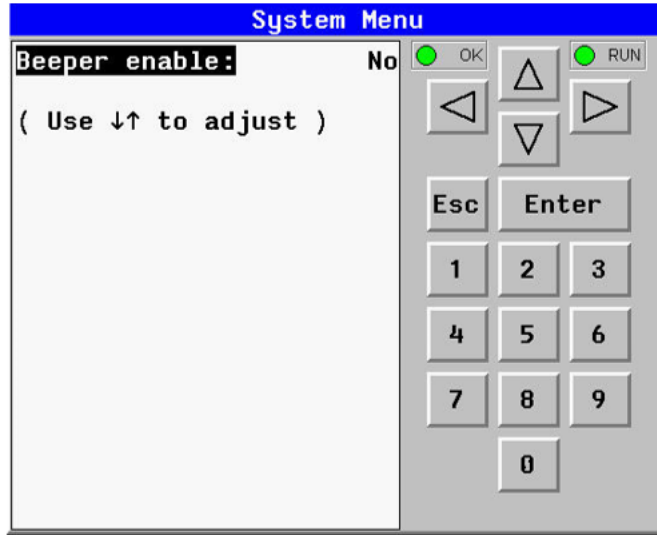 System Menu
Beeper enable: No
( Use ↓↑ to adjust )
OK
RUN
Esc
Enter
1 2 3
4 5 6
7 8 9
0